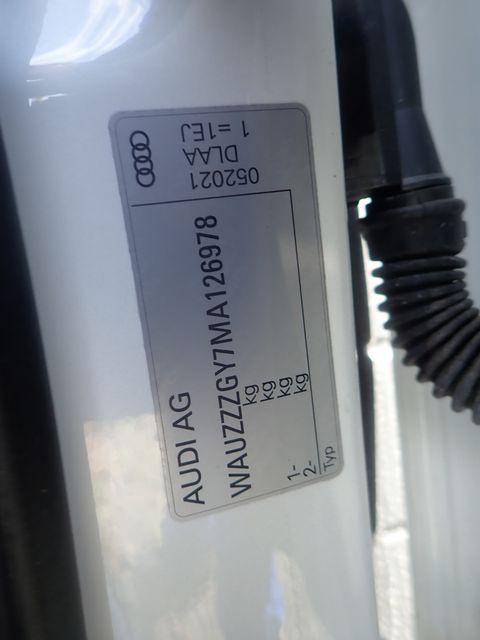 AUDI AG
WAUZZZGY7MA126978
kg
kg
1- kg
2- kg
Typ
052021
DLAA
1 =1EJ